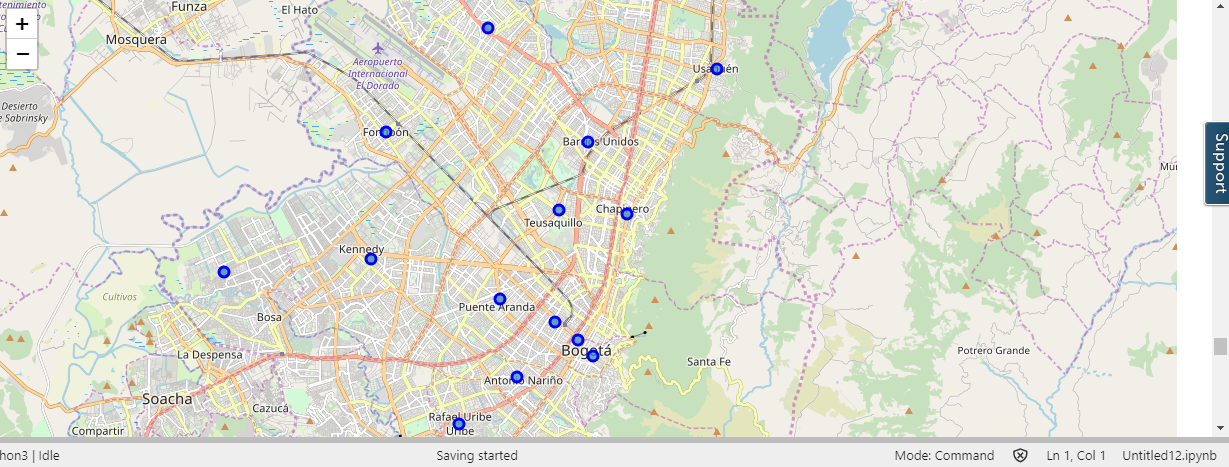 +
−
Funza
El Hato
Mosquera
Aeropuerto
Internacional
El Dorado
Desierto
Sabrinsky
Usaquén
Fontibón
Barrios Unidos
Chapinero
Teusaquillo
Kennedy
Cultivos
Bosa
Puente Aranda
La Despensa
Bogotá
Antonio Nariño
Santa Fe
Potrero Grande
Soacha
Cazucá
Compartir
Rafael Uribe
Uribe
Support
hon3 | Idle
Saving started
Mode: Command
Ln 1, Col 1
Untitled12.ipynb